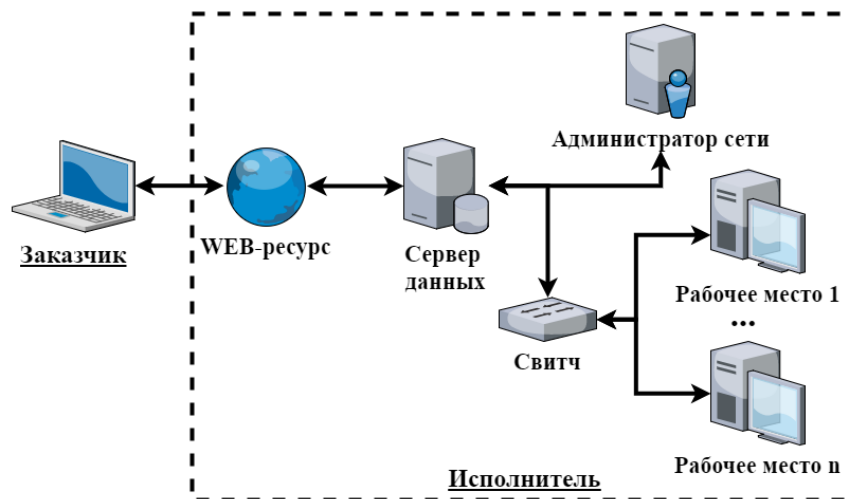 Администратор сети
Заказчик
WEB-ресурс
Сервер
данных
Рабочее место 1
...
Свитч
Рабочее место n
Исполнитель